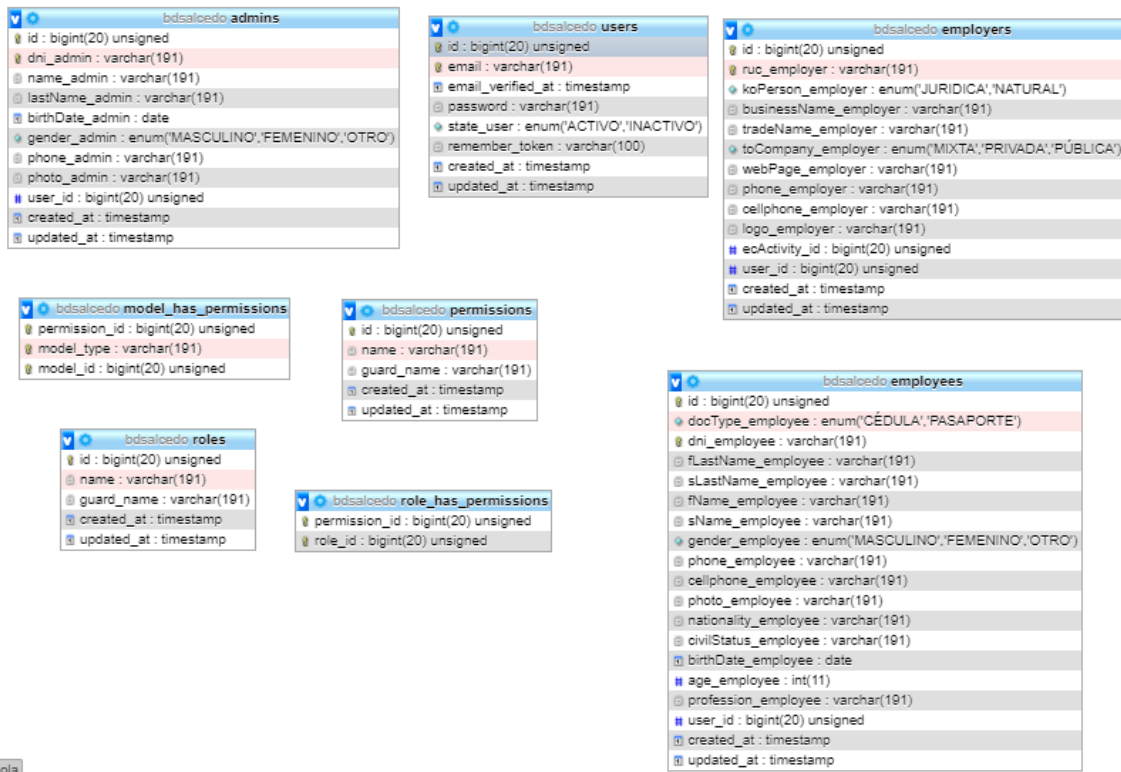 bdsalcedo admins
id : bigint(20) unsigned
dni_admin : varchar(191)
name_admin : varchar(191)
lastName_admin : varchar(191)
birthDate_admin : date
gender_admin : enum('MASCULINO','FEMENINO','OTRO')
phone_admin : varchar(191)
photo_admin : varchar(191)
user_id : bigint(20) unsigned
created_at : timestamp
updated_at : timestamp
bdsalcedo users
id : bigint(20) unsigned
email : varchar(191)
email_verified_at : timestamp
password : varchar(191)
state_user : enum('ACTIVO','INACTIVO')
remember_token : varchar(100)
created_at : timestamp
updated_at : timestamp
bdsalcedo employers
id : bigint(20) unsigned
ruc_employer : varchar(191)
koPerson_employer : enum('JURIDICA','NATURAL')
businessName_employer : varchar(191)
tradeName_employer : varchar(191)
toCompany_employer : enum('MIXTA','PRIVADA','PÚBLICA')
webPage_employer : varchar(191)
phone_employer : varchar(191)
cellphone_employer : varchar(191)
logo_employer : varchar(191)
ecActivity_id : bigint(20) unsigned
user_id : bigint(20) unsigned
created_at : timestamp
updated_at : timestamp
bdsalcedo model_has_permissions
permission_id : bigint(20) unsigned
model_type : varchar(191)
model_id : bigint(20) unsigned
bdsalcedo permissions
id : bigint(20) unsigned
name : varchar(191)
guard_name : varchar(191)
created_at : timestamp
updated_at : timestamp
bdsalcedo roles
id : bigint(20) unsigned
name : varchar(191)
guard_name : varchar(191)
created_at : timestamp
updated_at : timestamp
bdsalcedo role_has_permissions
permission_id : bigint(20) unsigned
role_id : bigint(20) unsigned
bdsalcedo employees
id : bigint(20) unsigned
docType_employee : enum('CÉDULA','PASAPORTE')
dni_employee : varchar(191)
fLastName_employee : varchar(191)
sLastName_employee : varchar(191)
fName_employee : varchar(191)
sName_employee : varchar(191)
gender_employee : enum('MASCULINO','FEMENINO','OTRO')
phone_employee : varchar(191)
cellphone_employee : varchar(191)
photo_employee : varchar(191)
nationality_employee : varchar(191)
civilStatus_employee : varchar(191)
birthDate_employee : date
age_employee : int(11)
profession_employee : varchar(191)
user_id : bigint(20) unsigned
created_at : timestamp
updated_at : timestamp
ola